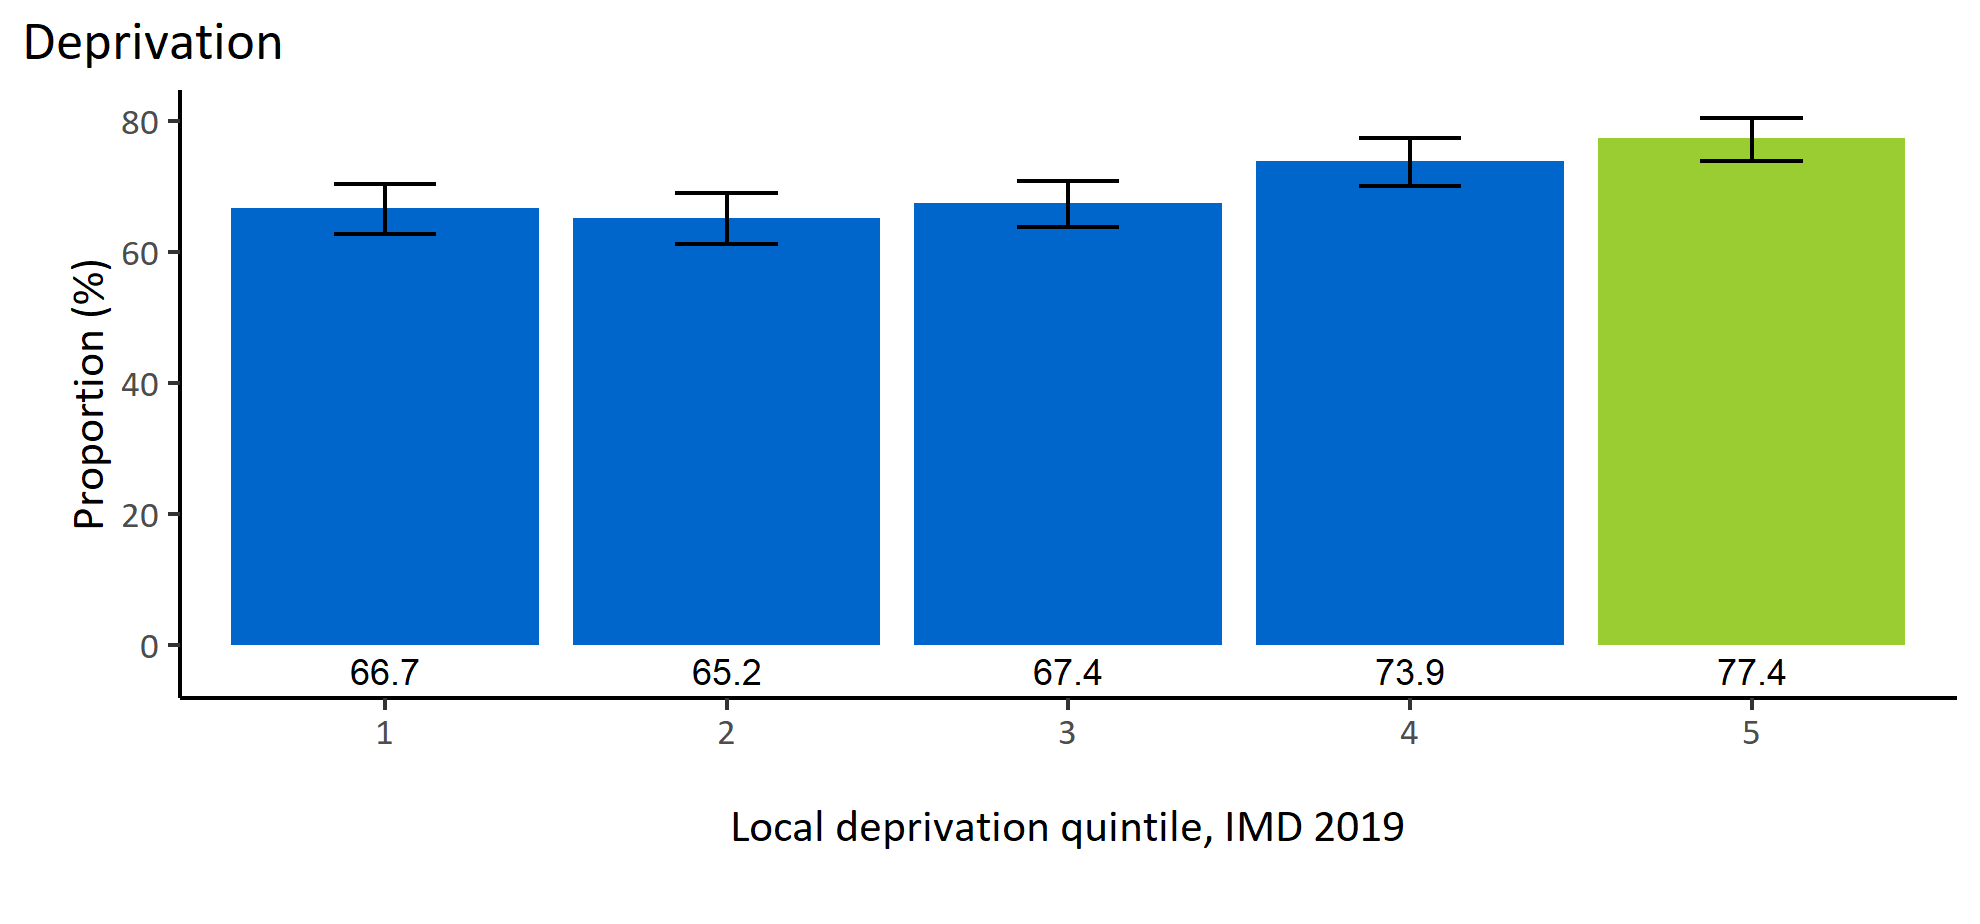 Deprivation
Proportion (%)
80
60
40
20
0
66.7 65.2 67.4 73.9 77.4
1 2 3 4 5
Local deprivation quintile, IMD 2019